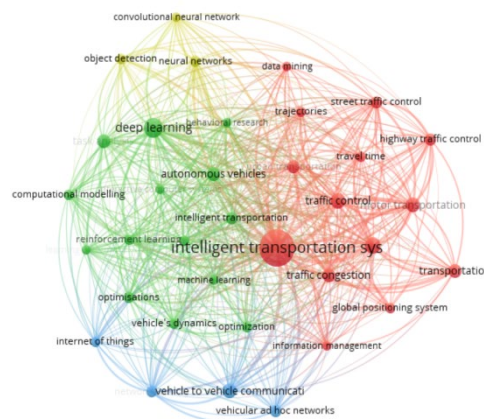 convolutional neural network
object detection
neural networks
data mining
street traffic control
trajectories
behavioral research
deep learning
highway traffic control
travel time
autonomous vehicles
computational modelling
traffic control
motor transportation
intelligent transportation
reinforcement learning
intelligent transportation sys
transportatio
traffic congestion
machine learning
optimisations
global positioning system
vehicle's dynamics
optimization
internet of things
information management
vehicle to vehicle communicati
vehicular ad hoc networks